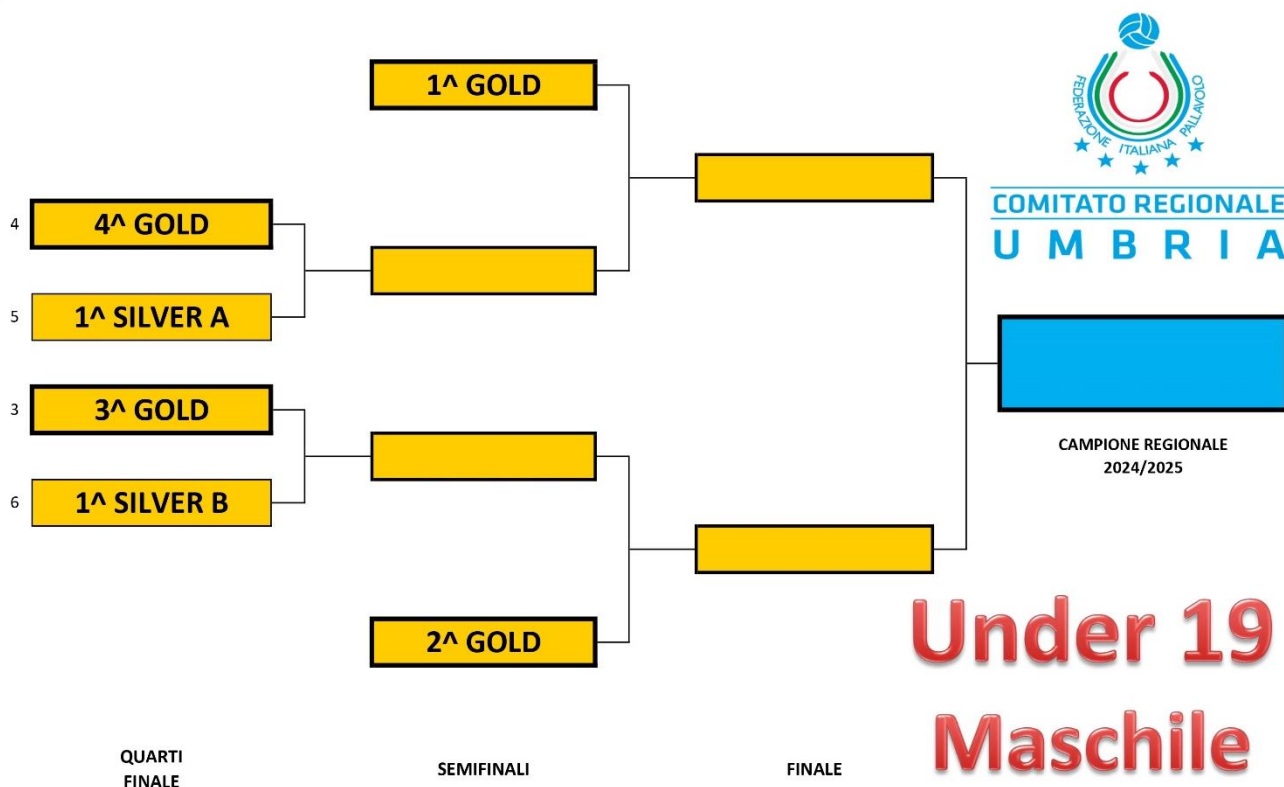 1^ GOLD
FEDERAZIONE ITALIANA PALLAVOLO
COMITATO REGIONALE
UMBRIA
4 4^ GOLD
5 1^ SILVER A
3 3^ GOLD
6 1^ SILVER B
CAMPIONE REGIONALE
2024/2025
2^ GOLD
Under 19
Maschile
QUARTI
FINALE
SEMIFINALI
FINALE